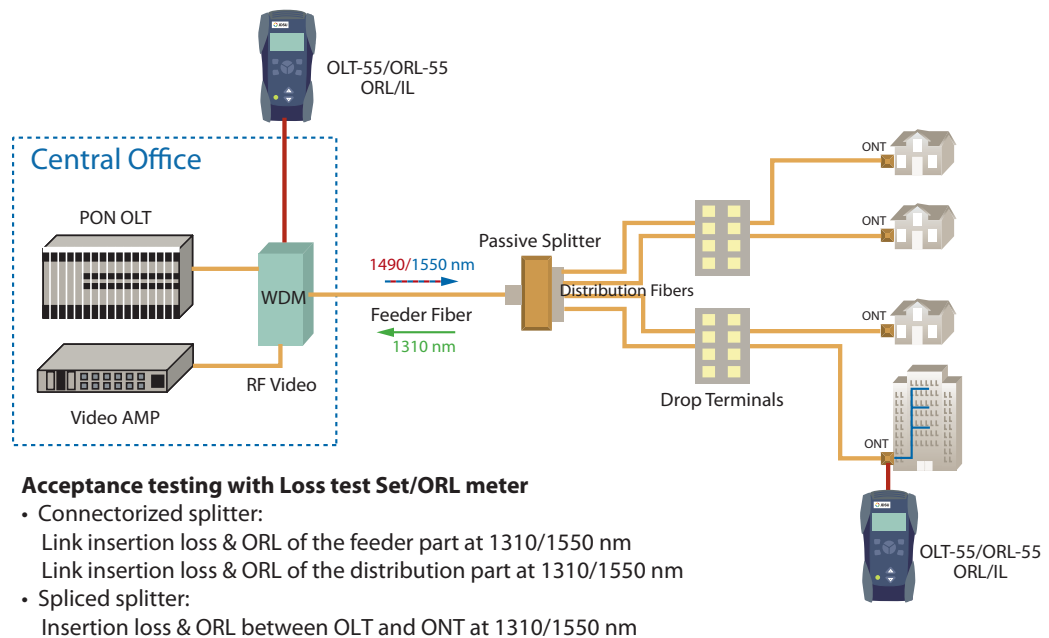 OLT-55/ORL-55
ORL/IL
Central Office
PON OLT
WDM
RF Video
Video AMP
1490/1550 nm
Feeder Fiber
1310 nm
Passive Splitter
Distribution Fibers
Drop Terminals
ONT
ONT
ONT
ONT
OLT-55/ORL-55
ORL/IL
Acceptance testing with Loss test Set/ORL meter
• Connectorized splitter:
Link insertion loss & ORL of the feeder part at 1310/1550 nm
Link insertion loss & ORL of the distribution part at 1310/1550 nm
• Spliced splitter:
Insertion loss & ORL between OLT and ONT at 1310/1550 nm